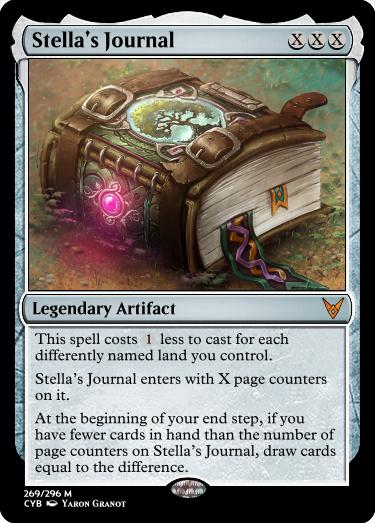 Stella's Journal X X X
Legendary Artifact
This spell costs 1 less to cast for each
differently named land you control.
Stella's Journal enters with X page counters
on it.
At the beginning of your end step, if you
have fewer cards in hand than the number of
page counters on Stella's Journal, draw cards
equal to the difference.
269/296 M
CYB YARON GRANOT